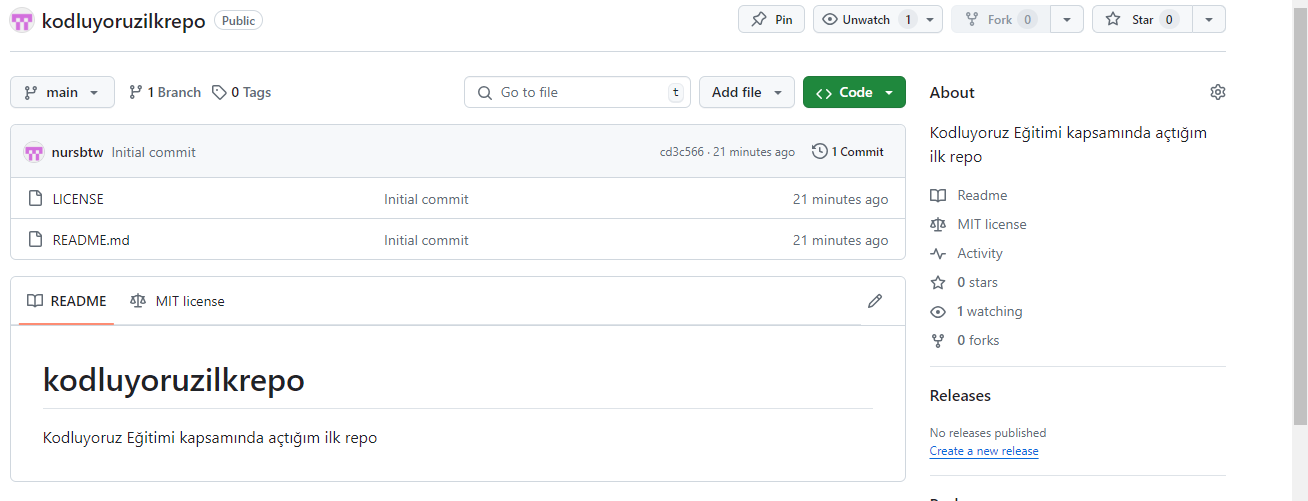 kodluyoruzilkrepo Public Pin Unwatch 1 Fork 0 Star 0
main 1 Branch 0 Tags Go to file t Add file Code
nursbtw Initial commit cd3c566 · 21 minutes ago 1 Commit
LICENSE Initial commit 21 minutes ago
README.md Initial commit 21 minutes ago
README MIT license
kodluyoruzilkrepo
Kodluyoruz Eğitimi kapsamında açtığım ilk repo
About
Kodluyoruz Eğitimi kapsamında açtığım
ilk repo
Readme
MIT license
Activity
0 stars
1 watching
0 forks
Releases
No releases published
Create a new release